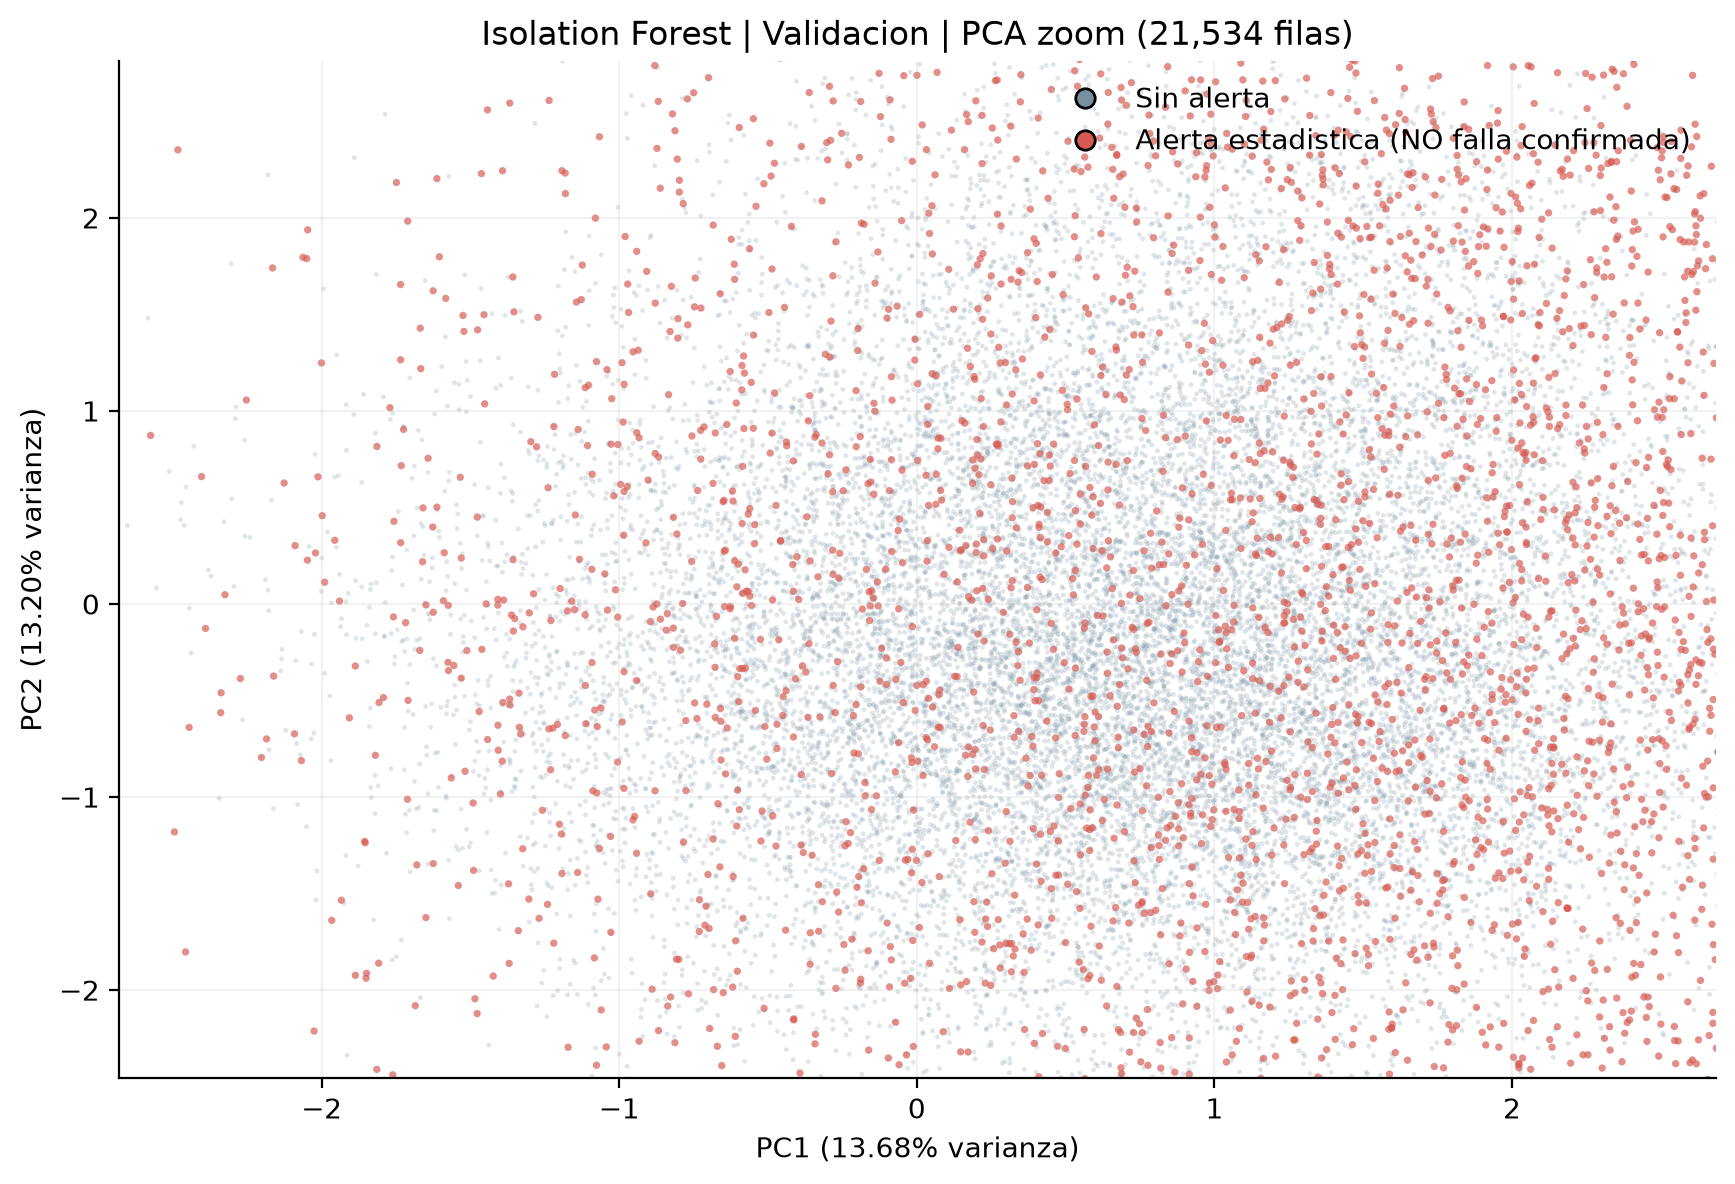 Isolation Forest | Validacion | PCA zoom (21,534 filas)
Sin alerta
Alerta estadistica (NO falla confirmada)
PC2 (13.20% varianza)
2
1
0
−1
−2
−2
−1
0
1
2
PC1 (13.68% varianza)